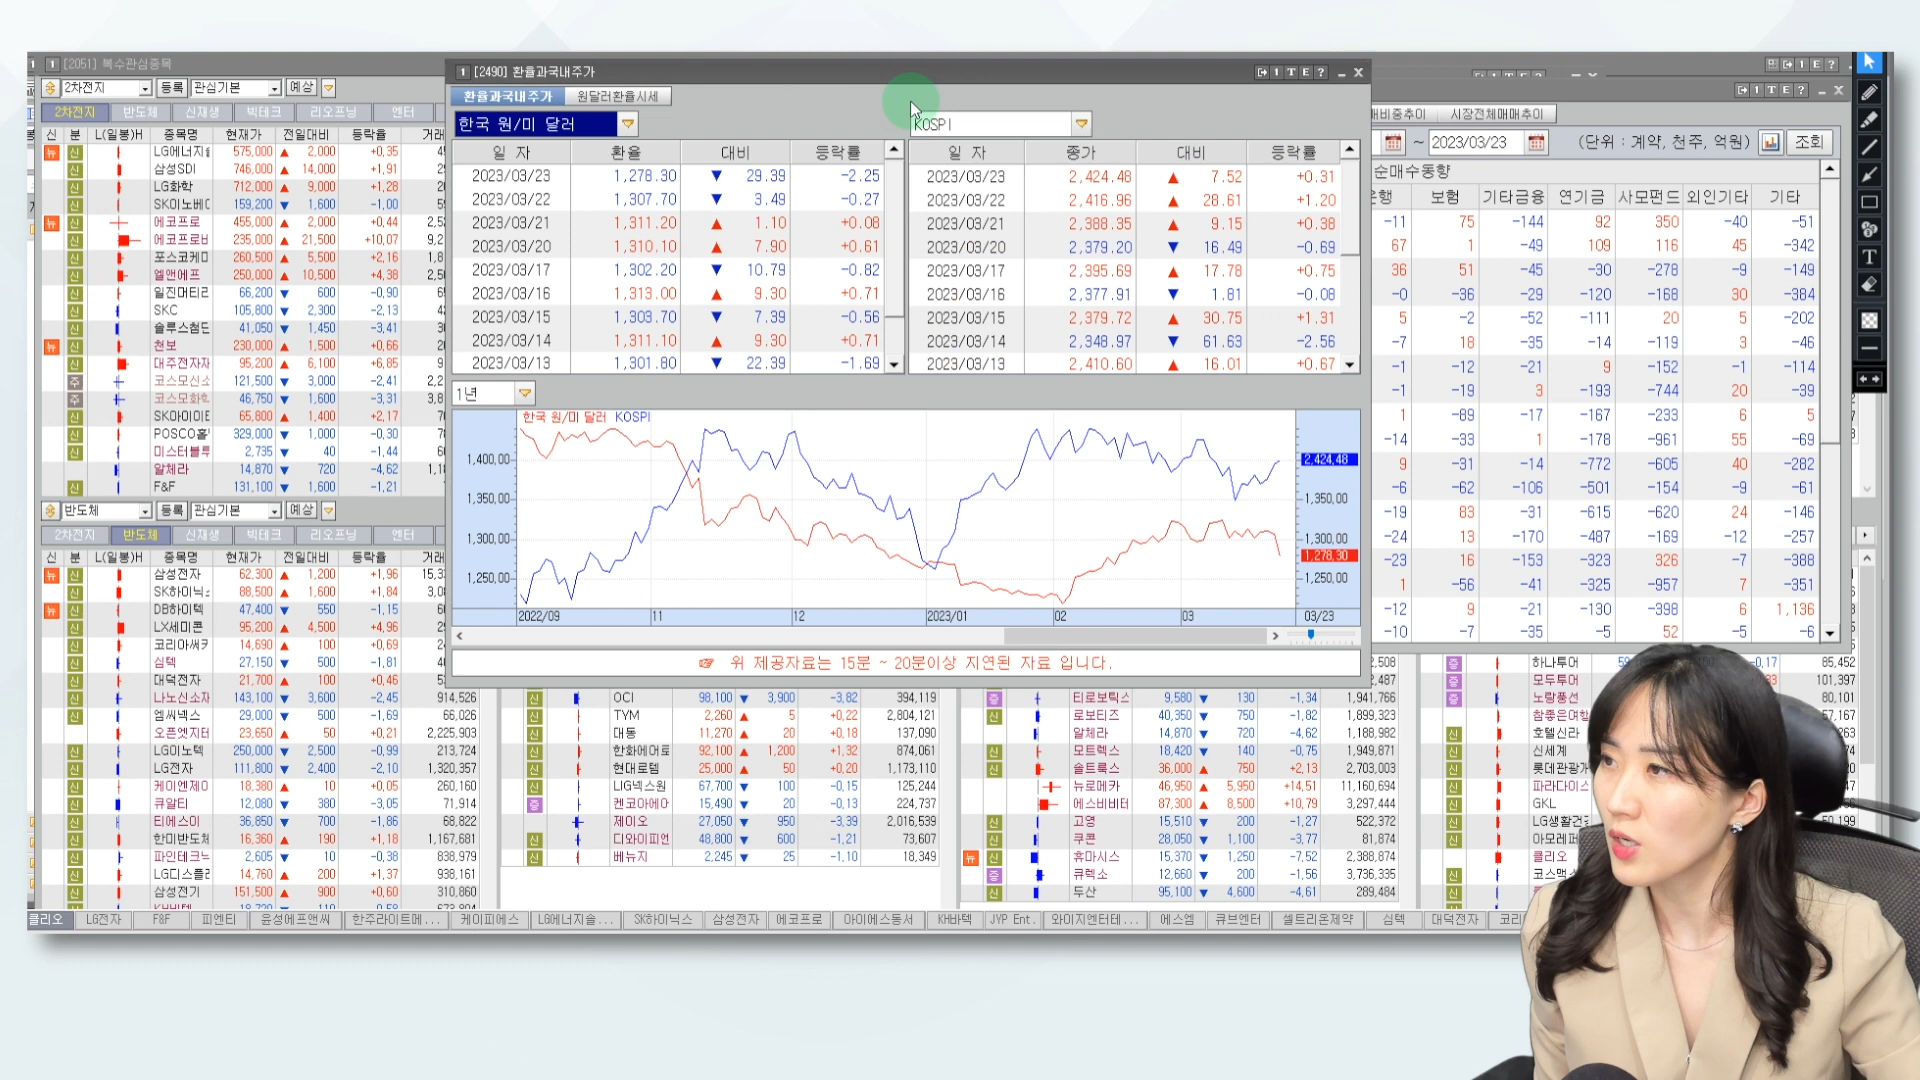 [2051] 복수관심종목
2차전지 등록 관심기본 예상
2차전지 반도체 신재생 빅테크 리오프닝 엔터
신 분 L(일봉)H 종목명 현재가 전일대비 등락률 거래
LG에너지 575,000 ▲ 2,000 +0.35
삼성SDI 746,000 ▲ 14,000 +1.91
LG화학 712,000 ▲ 9,000 +1.28
SK이노베 159,200 ▼ 1,600 -1.00
에코프로 455,000 ▲ 2,000 +0.44
에코프로비 235,000 ▲ 21,500 +10.07
포스코케미 260,500 ▲ 5,500 +2.16
엘앤에프 250,000 ▲ 10,500 +4.38
일진머티리 66,200 ▼ 600 -0.90
SKC 105,800 ▼ 2,300 -2.13
솔루스첨단 41,050 ▼ 1,450 -3.41
천보 230,000 ▲ 1,500 +0.66
대주전자재 95,200 ▲ 6,100 +6.85
코스모신소 121,500 ▼ 3,000 -2.41
코스모화학 46,750 ▼ 1,600 -3.31
SK아이이테 65,800 ▲ 1,400 +2.17
POSCO홀 329,000 ▼ 1,000 -0.30
미스터블루 2,735 ▼ 40 -1.44
알체라 14,870 ▼ 720 -4.62
F&F 131,100 ▼ 1,600 -1.21
반도체 등록 관심기본 예상
2차전지 반도체 신재생 빅테크 리오프닝 엔터
신 분 L(일봉)H 종목명 현재가 전일대비 등락률 거래
삼성전자 62,300 ▲ 1,200 +1.96
SK하이닉스 88,500 ▲ 1,600 +1.84
DB하이텍 47,400 ▼ 550 -1.15
LX세미콘 95,200 ▲ 4,500 +4.96
코리아써키 14,690 ▲ 100 +0.69
심텍 27,150 ▼ 500 -1.81
대덕전자 21,700 ▲ 100 +0.46
나노신소재 143,100 ▼ 3,600 -2.45 914,526
엠씨넥스 29,000 ▼ 500 -1.69 66,026
오픈엣지터 23,650 ▲ 50 +0.21 2,225,903
LG이노텍 250,000 ▼ 2,500 -0.99 213,724
LG전자 111,800 ▼ 2,400 -2.10 1,320,357
케이엔제이 18,380 ▲ 10 +0.05 260,160
큐알티 12,080 ▼ 380 -3.05 71,914
티에스이 36,850 ▼ 700 -1.86 68,822
한미반도체 16,360 ▲ 190 +1.18 1,167,681
파인테크닉 2,605 ▼ 10 -0.38 838,979
LG디스플레 14,760 ▲ 200 +1.37 938,161
삼성전기 151,500 ▲ 900 +0.60 310,860
[2490] 환율과국내주가
환율과국내주가 원달러환율시세
한국 원/미 달러 KOSPI
일 자 환율 대비 등락률
2023/03/23 1,278.30 ▼ 29.39 -2.25
2023/03/22 1,307.70 ▼ 3.49 -0.27
2023/03/21 1,311.20 ▲ 1.10 +0.08
2023/03/20 1,310.10 ▲ 7.90 +0.61
2023/03/17 1,302.20 ▼ 10.79 -0.82
2023/03/16 1,313.00 ▲ 9.30 +0.71
2023/03/15 1,303.70 ▼ 7.39 -0.56
2023/03/14 1,311.10 ▲ 9.30 +0.71
2023/03/13 1,301.80 ▼ 22.39 -1.69
일 자 종가 대비 등락률
2023/03/23 2,424.48 ▲ 7.52 +0.31
2023/03/22 2,416.96 ▲ 28.61 +1.20
2023/03/21 2,388.35 ▲ 9.15 +0.38
2023/03/20 2,379.20 ▼ 16.49 -0.69
2023/03/17 2,395.69 ▲ 17.78 +0.75
2023/03/16 2,377.91 ▼ 1.81 -0.08
2023/03/15 2,379.72 ▲ 30.75 +1.31
2023/03/14 2,348.97 ▼ 61.63 -2.56
2023/03/13 2,410.60 ▲ 16.01 +0.67
1년
한국 원/미 달러 KOSPI
1,400.00 2,424.48
1,350.00 1,350.00
1,300.00 1,300.00
1,278.30
1,250.00 1,250.00
2022/09 11 12 2023/01 02 03 03/23
☞ 위 제공자료는 15분 ~ 20분이상 지연된 자료 입니다.
매비중추이 시장전체매매추이
~ 2023/03/23 (단위 : 계약, 천주, 억원) 조회
순매수동향
은행 보험 기타금융 연기금 사모펀드 외인기타 기타
-11 75 -144 92 350 -40 -51
67 1 -49 109 116 45 -342
36 51 -45 -30 -278 -9 -149
-0 -36 -29 -120 -168 30 -384
5 -2 -52 -111 20 5 -202
-7 18 -35 -14 -119 3 -46
-1 -12 -21 9 -152 -1 -114
-1 -19 3 -193 -744 20 -39
1 -89 -17 -167 -233 6 5
-14 -33 1 -178 -961 55 -69
9 -31 -14 -772 -605 40 -282
-6 -62 -106 -501 -154 -9 -61
-19 83 -31 -615 -620 24 -146
-24 13 -170 -487 -169 -12 -257
-23 16 -153 -323 326 -7 -388
1 -56 -41 -325 -957 7 -351
-12 9 -21 -130 -398 6 1,136
-10 -7 -35 -5 52 -5 -6
OCI 98,100 ▼ 3,900 -3.82 394,119
TYM 2,260 ▲ 5 +0.22 2,804,121
대동 11,270 ▲ 20 +0.18 137,090
한화에어로 92,100 ▲ 1,200 +1.32 874,061
현대로템 25,000 ▲ 50 +0.20 1,173,110
LIG넥스원 67,700 ▼ 100 -0.15 125,244
켄코아에어 15,490 ▼ 20 -0.13 224,737
제이오 27,050 ▼ 950 -3.39 2,016,539
디와이피엔 48,800 ▼ 600 -1.21 73,607
베뉴지 2,245 ▼ 25 -1.10 18,349
티로보틱스 9,580 ▼ 130 -1.34 1,941,766
로보티즈 40,350 ▼ 750 -1.82 1,899,323
알체라 14,870 ▼ 720 -4.62 1,188,982
모트렉스 18,420 ▼ 140 -0.75 1,949,871
솔트룩스 36,000 ▲ 750 +2.13 2,703,003
뉴로메카 46,950 ▲ 5,950 +14.51 11,160,694
에스비비테 87,300 ▲ 8,500 +10.79 3,297,444
고영 15,510 ▼ 200 -1.27 522,372
쿠콘 28,050 ▼ 1,100 -3.77 81,874
휴마시스 15,370 ▼ 1,250 -7.52 2,388,874
큐렉소 12,660 ▼ 200 -1.56 3,736,335
두산 95,100 ▼ 4,600 -4.61 289,484
하나투어 -0.17 85,452
모두투어 101,397
노랑풍선 80,101
참좋은여행
호텔신라
신세계
롯데관광개
파라다이스
GKL
LG생활건강
아모레퍼
클리오
코스맥스
클리오 LG전자 F&F 피엔티 윤성에프앤씨 한주라이트메... 케이피에스 LG에너지솔... SK하이닉스 삼성전자 에코프로 아이에스동서 KH바텍 JYP Ent. 와이지엔터테... 에스엠 큐브엔터 셀트리온제약 심텍 대덕전자 코리